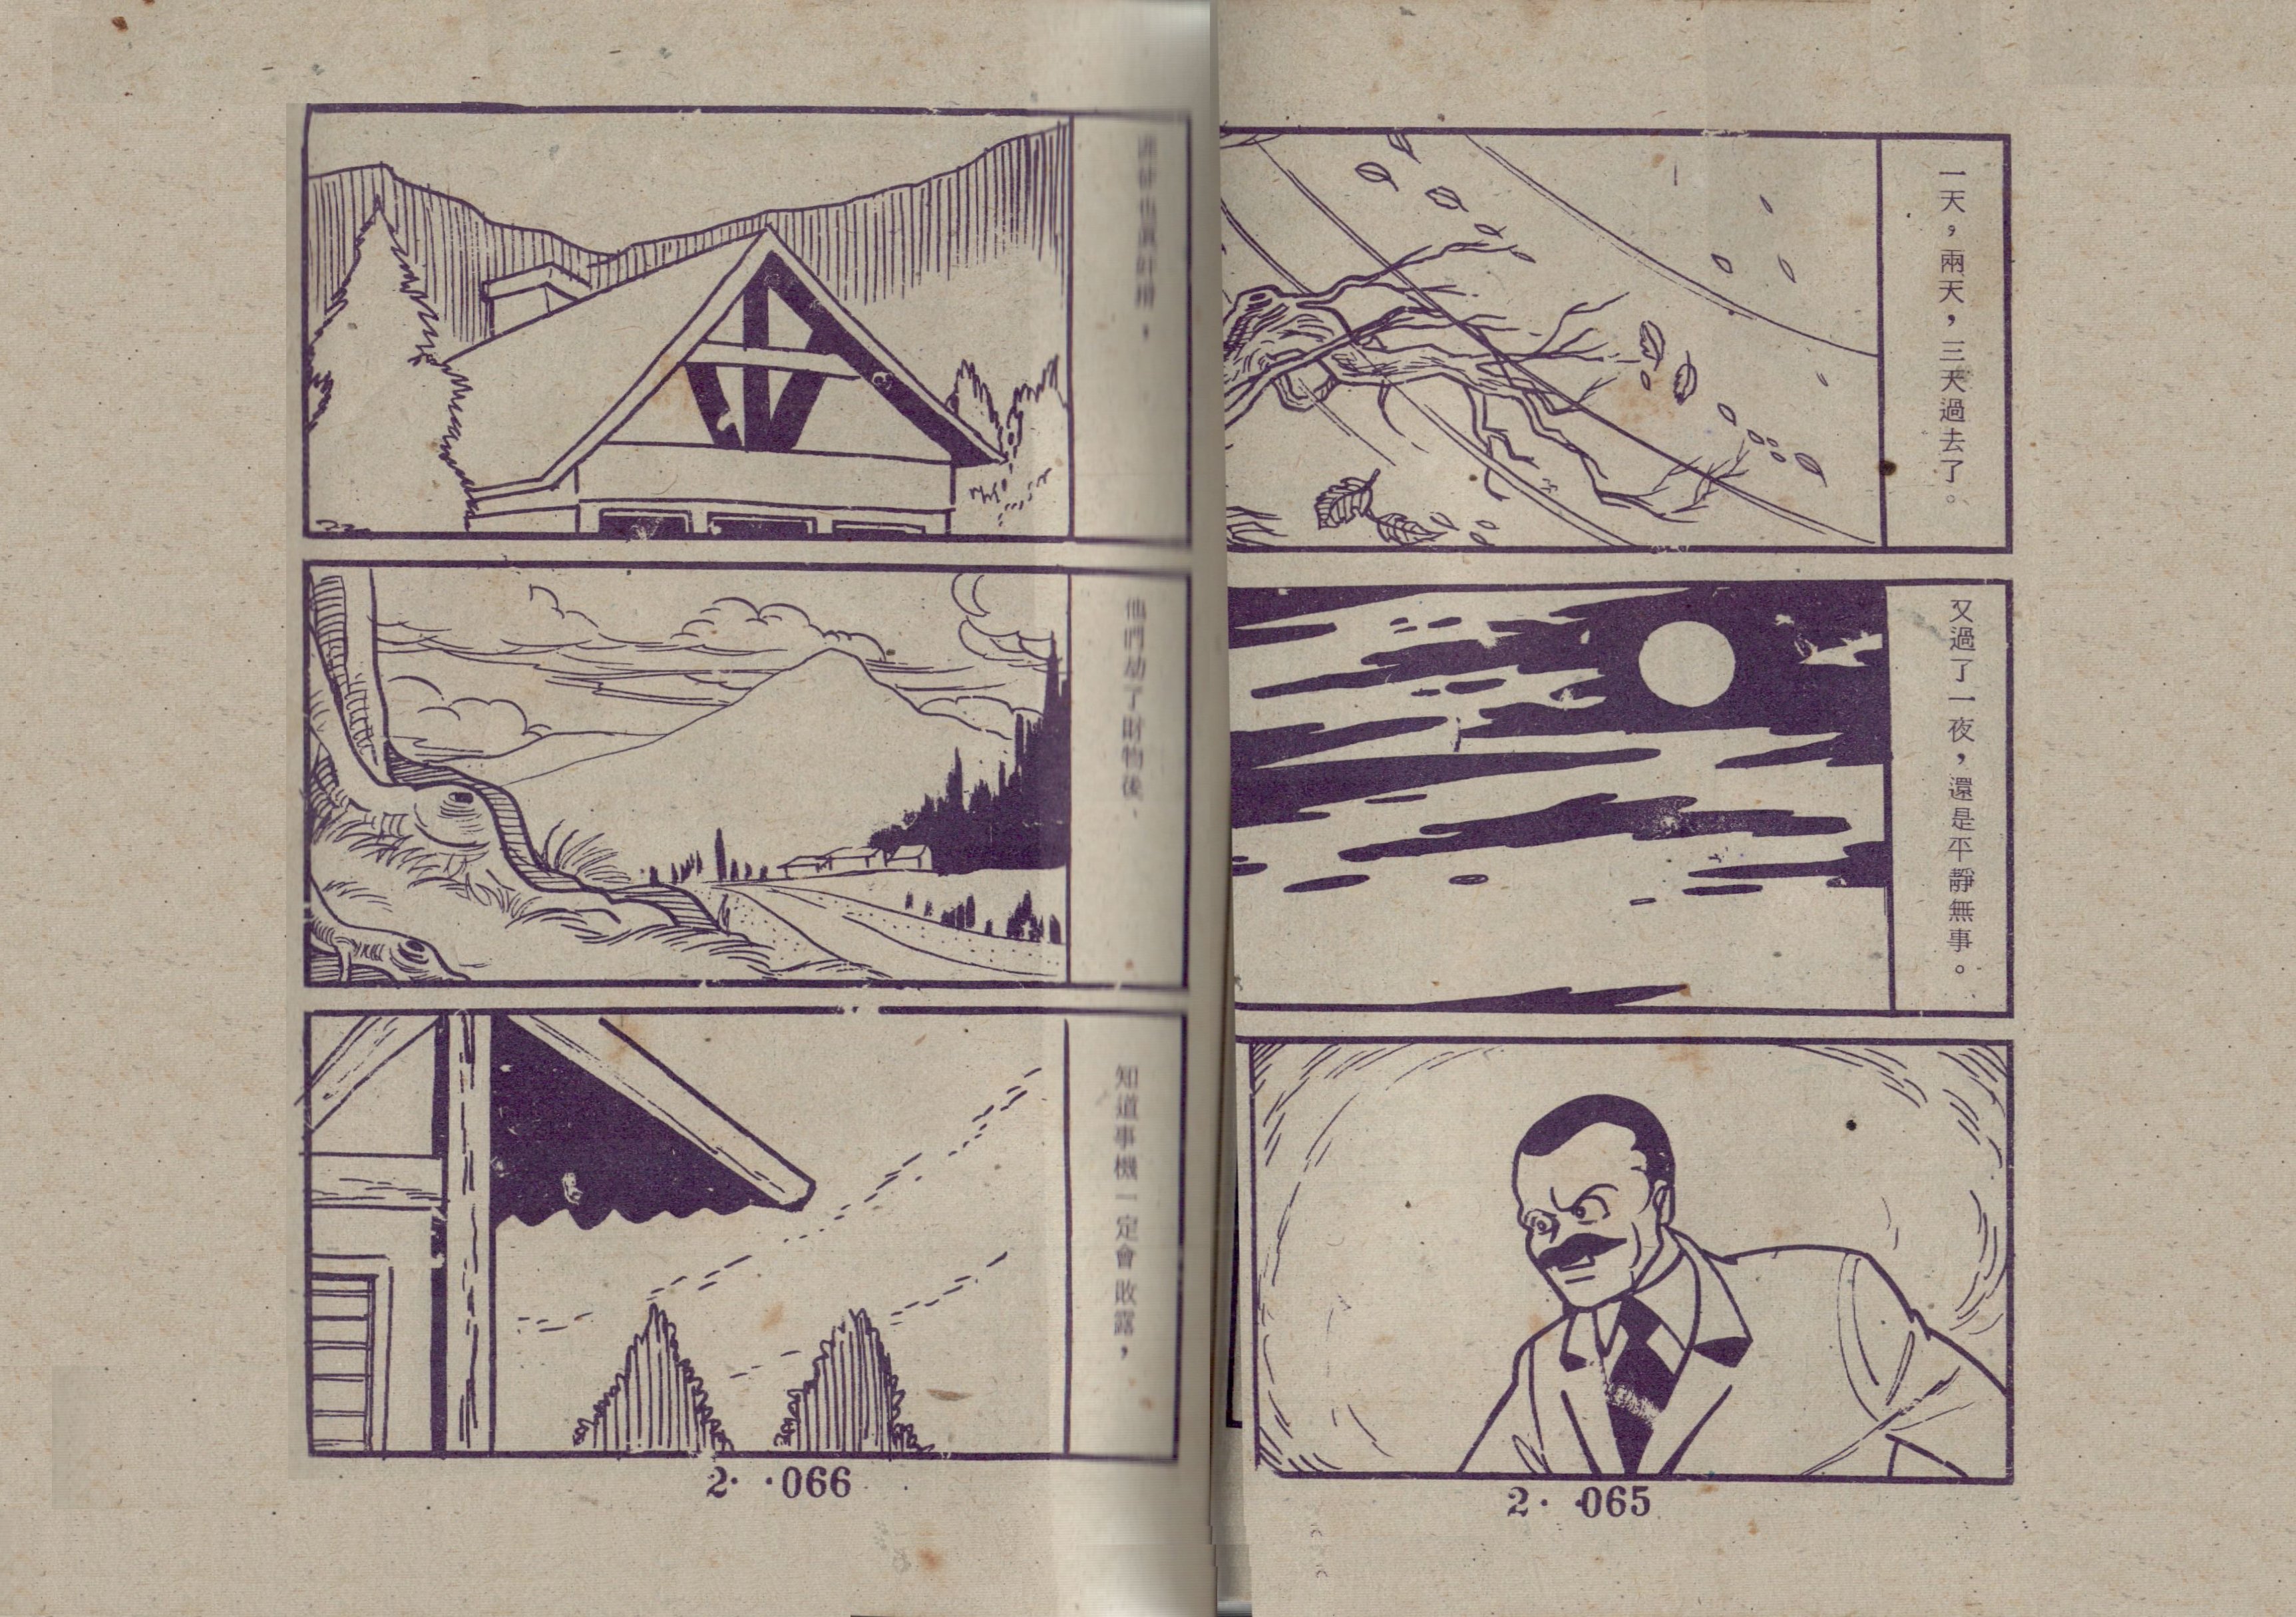 一天，兩天，三天過去了。
又過了一夜，還是平靜無事。
2··065
他們劫了財物後、
知道事機一定會敗露，
2··066